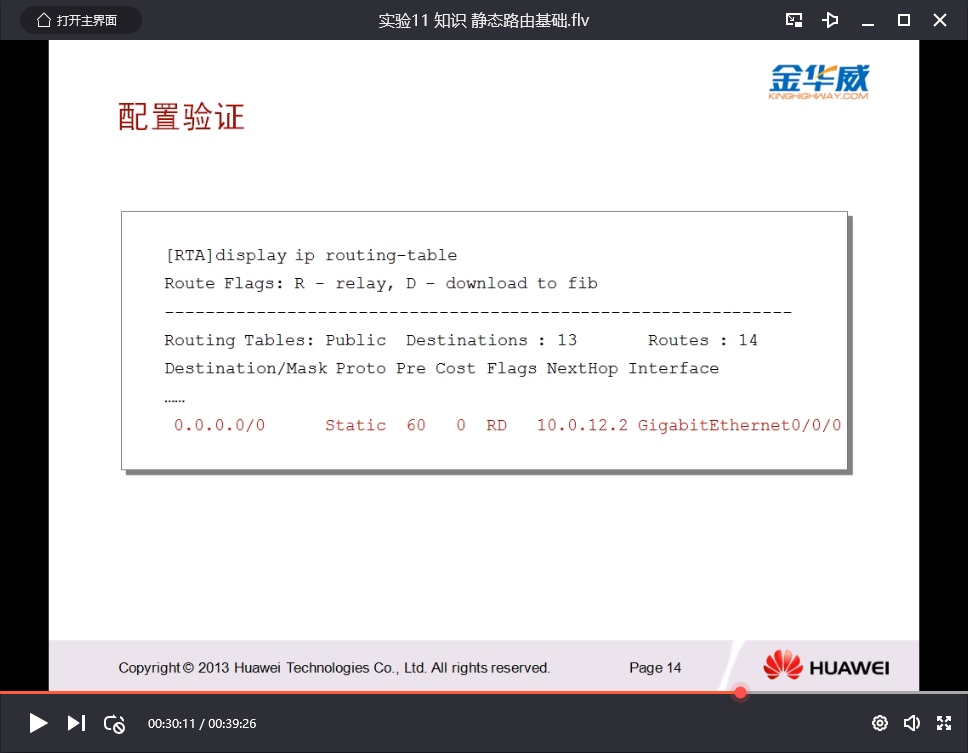 打开主界面
实验11 知识 静态路由基础.flv
金华威
KINGHIGHWAY.COM
配置验证
[RTA]display ip routing-table
Route Flags: R - relay, D - download to fib
--------------------------------------------------------------
Routing Tables: Public Destinations : 13 Routes : 14
Destination/Mask Proto Pre Cost Flags NextHop Interface
……
0.0.0.0/0 Static 60 0 RD 10.0.12.2 GigabitEthernet0/0/0
Copyright © 2013 Huawei Technologies Co., Ltd. All rights reserved.
Page 14
HUAWEI
00:30:11 / 00:39:26